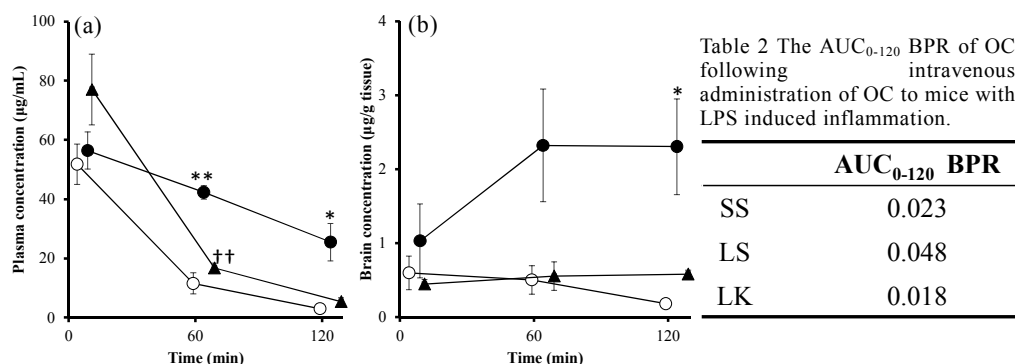 (a)
100
80
60
40
20
0
Plasma concentration (μg/mL)
**
*
††
0 60 120
Time (min)
(b)
4
3
2
1
0
Brain concentration (μg/g tissue)
*
0 60 120
Time (min)
Table 2 The AUC0-120 BPR of OC
following intravenous
administration of OC to mice with
LPS induced inflammation.
AUC0-120 BPR
SS 0.023
LS 0.048
LK 0.018